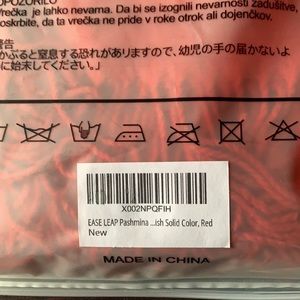 OPOZORILO
vrečka je lahko nevarna. Da bi se izognili nevarnosti zadušitve,
poskrbite, da ta vrečka ne pride v roke otrok ali dojenčkov.
警告
かぶると窒息する恐れがありますので、幼児の手の届かないよ
に始末してください。
X002NPQFIH
EASE LEAP Pashmina ...ish Solid Color, Red
New
MADE IN CHINA